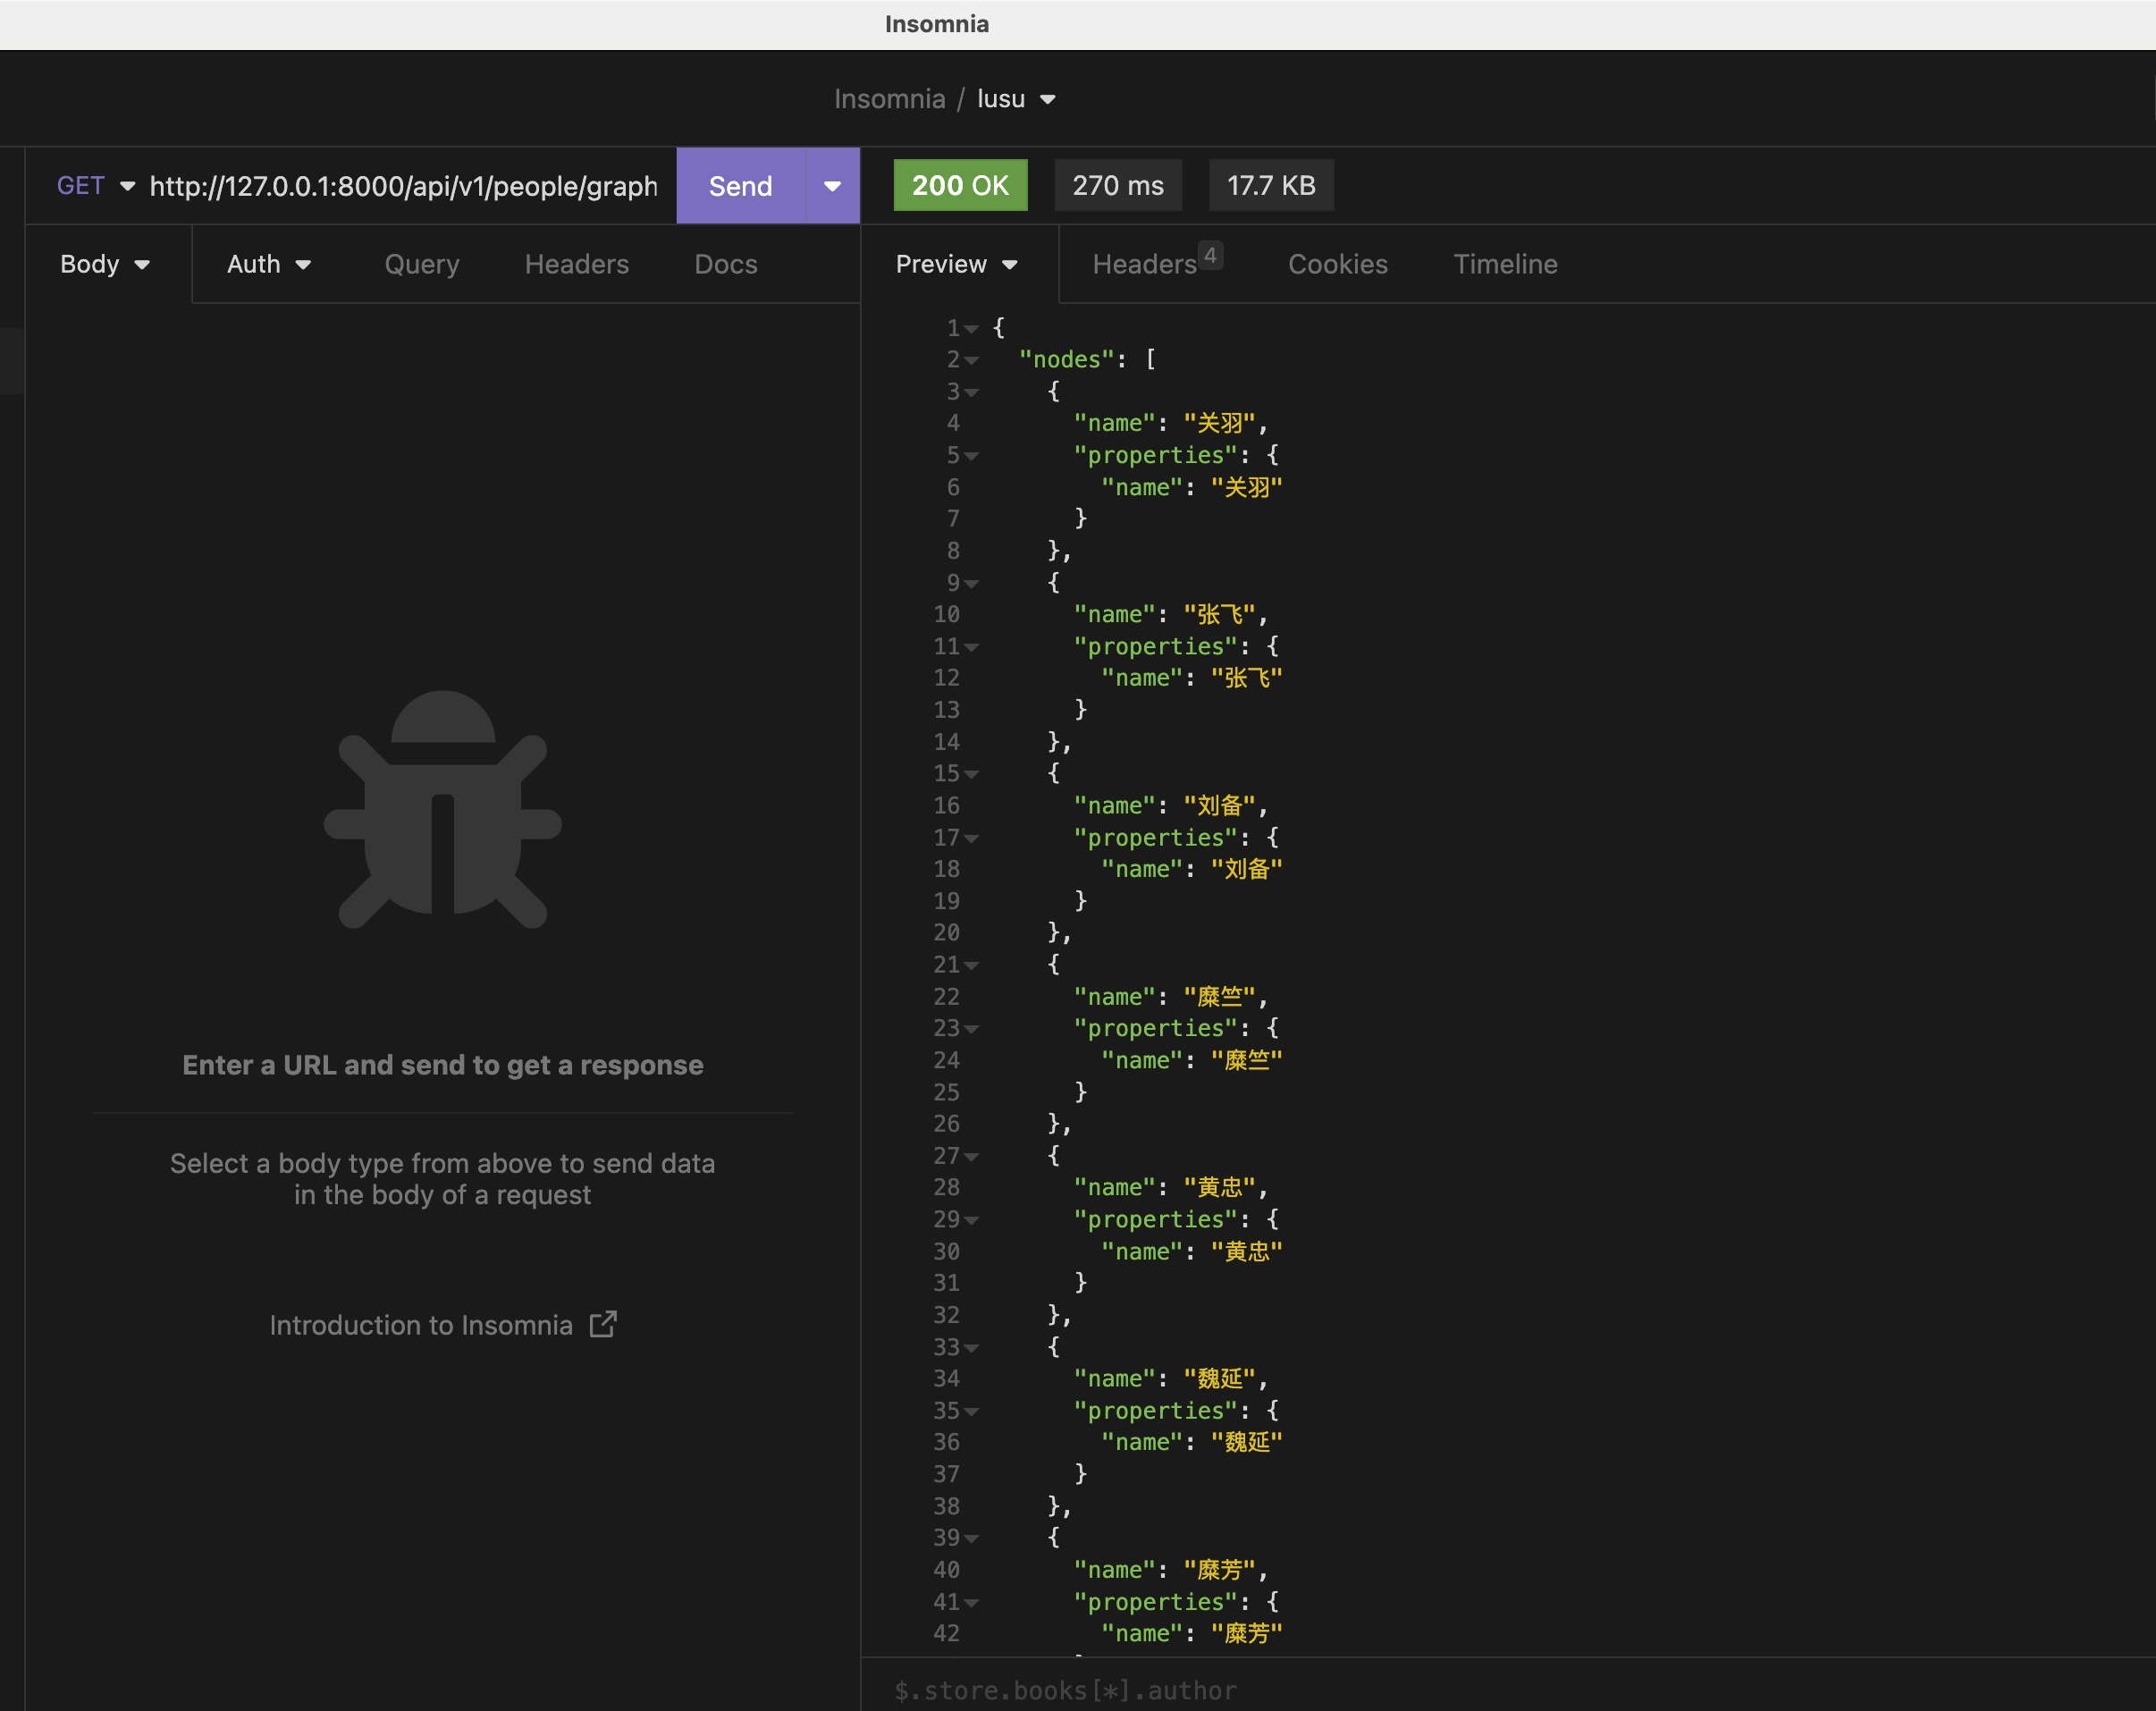 Insomnia
Insomnia / lusu
GET http://127.0.0.1:8000/api/v1/people/graph Send
200 OK 270 ms 17.7 KB
Body Auth Query Headers Docs
Preview Headers 4 Cookies Timeline
Enter a URL and send to get a response
Select a body type from above to send data
in the body of a request
Introduction to Insomnia
1 {
2 "nodes": [
3 {
4 "name": "关羽",
5 "properties": {
6 "name": "关羽"
7 }
8 },
9 {
10 "name": "张飞",
11 "properties": {
12 "name": "张飞"
13 }
14 },
15 {
16 "name": "刘备",
17 "properties": {
18 "name": "刘备"
19 }
20 },
21 {
22 "name": "糜竺",
23 "properties": {
24 "name": "糜竺"
25 }
26 },
27 {
28 "name": "黄忠",
29 "properties": {
30 "name": "黄忠"
31 }
32 },
33 {
34 "name": "魏延",
35 "properties": {
36 "name": "魏延"
37 }
38 },
39 {
40 "name": "糜芳",
41 "properties": {
42 "name": "糜芳"
$.store.books[*].author